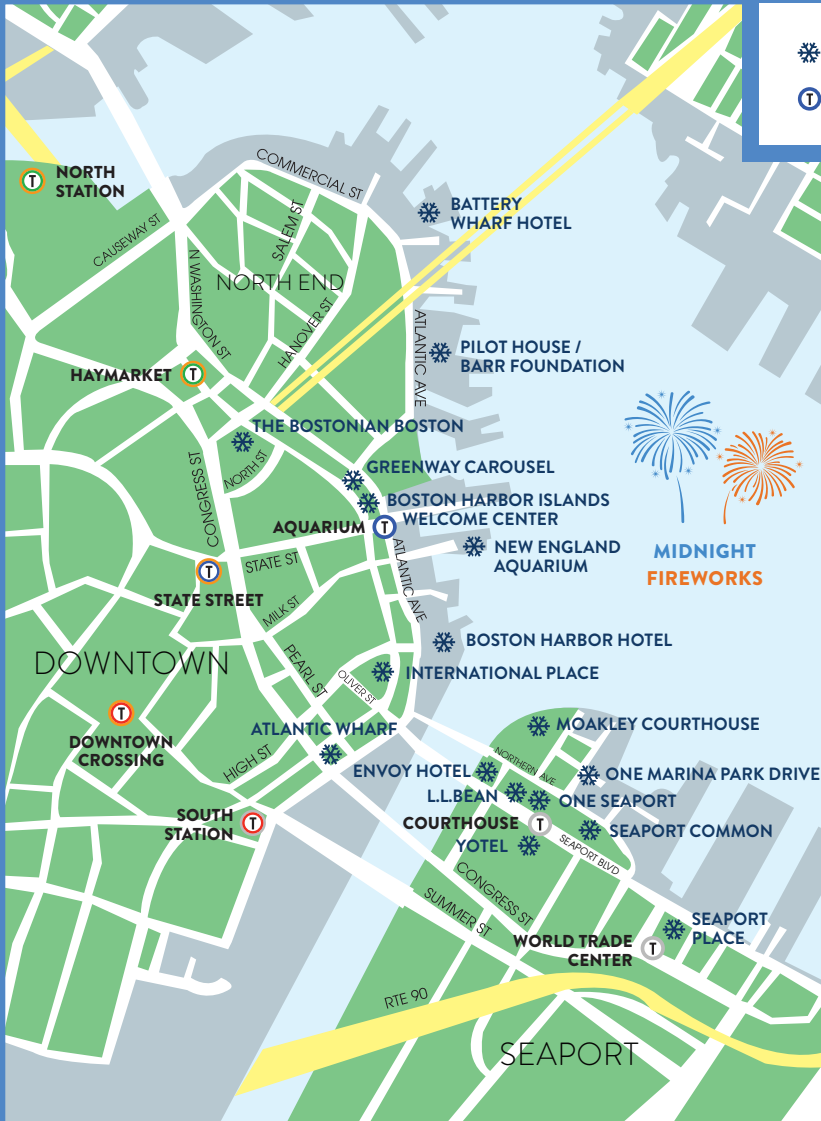 T
T
NORTH
STATION
COMMERCIAL ST
BATTERY
WHARF HOTEL
CAUSEWAY ST
SALEM ST
N WASHINGTON ST
NORTH END
HANOVER ST
ATLANTIC AVE
PILOT HOUSE /
BARR FOUNDATION
HAYMARKET
T
THE BOSTONIAN BOSTON
NORTH ST
CONGRESS ST
GREENWAY CAROUSEL
BOSTON HARBOR ISLANDS
WELCOME CENTER
AQUARIUM
T
NEW ENGLAND
AQUARIUM
MIDNIGHT
FIREWORKS
STATE ST
T
STATE STREET
ATLANTIC AVE
MILK ST
BOSTON HARBOR HOTEL
DOWNTOWN
PEARL ST
OLIVER ST
INTERNATIONAL PLACE
T
DOWNTOWN
CROSSING
ATLANTIC WHARF
HIGH ST
MOAKLEY COURTHOUSE
NORTHERN AVE
ENVOY HOTEL
ONE MARINA PARK DRIVE
L.L.BEAN
ONE SEAPORT
SOUTH
STATION
T
COURTHOUSE
T
SEAPORT COMMON
YOTEL
SEAPORT BLVD
CONGRESS ST
SUMMER ST
SEAPORT
PLACE
WORLD TRADE
CENTER
T
RTE 90
SEAPORT